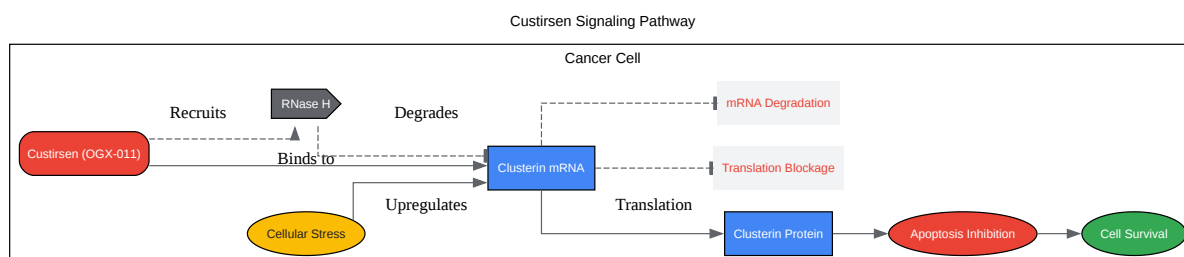 Custirsen Signaling Pathway
Cancer Cell
RNase H
mRNA Degradation
Recruits
Degrades
Custirsen (OGX-011)
Binds to
Clusterin mRNA
Translation Blockage
Upregulates
Translation
Cellular Stress
Clusterin Protein
Apoptosis Inhibition
Cell Survival